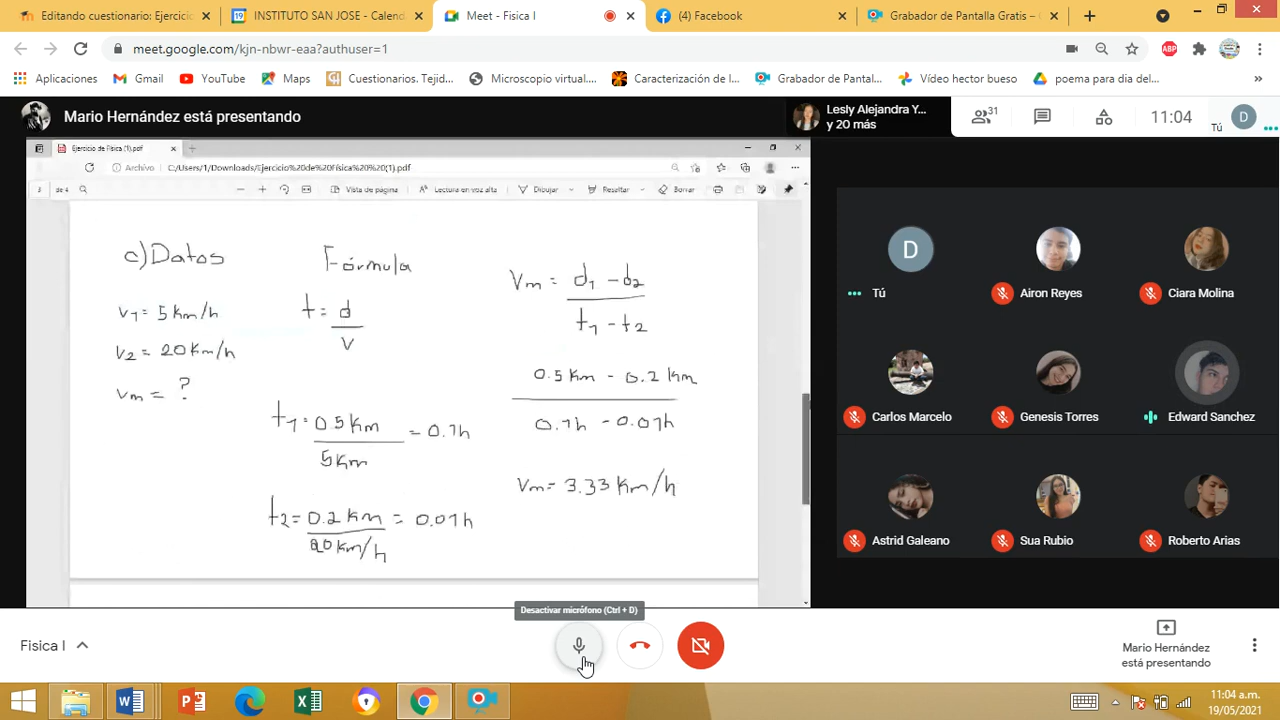 Editando cuestionario: Ejercicio
INSTITUTO SAN JOSE - Calend
Meet - Fisica I
(4) Facebook
Grabador de Pantalla Gratis –
meet.google.com/kjn-nbwr-eaa?authuser=1
Aplicaciones
Gmail
YouTube
Maps
Cuestionarios. Tejid...
Microscopio virtual....
Caracterización de l...
Grabador de Pantal...
Vídeo hector bueso
poema para dia del...
»
Mario Hernández está presentando
Lesly Alejandra Y...
y 20 más
31
11:04
Tú
D
Ejercicio de Física (1).pdf
Archivo
C:/Users/1/Downloads/Ejercicio%20de%20Física%20%20(1).pdf
3 de 4
Vista de página
Lectura en voz alta
Dibujar
Resaltar
Borrar
c) Datos
V1= 5 km/h
V2= 20 Km/h
Vm = ?
Fórmula
t = d
V
t1= 0.5 km = 0.1h
5 Km
t2= 0.2 km = 0.01h
20 km/h
Vm = d1 - d2
t1 - t2
0.5 Km - 0.2 km
0.1h - 0.01h
Vm= 3.33 km/h
D
Tú
Airon Reyes
Ciara Molina
Carlos Marcelo
Genesis Torres
Edward Sanchez
Astrid Galeano
Sua Rubio
Roberto Arias
Desactivar micrófono (Ctrl + D)
Fisica I
Mario Hernández
está presentando
11:04 a.m.
19/05/2021